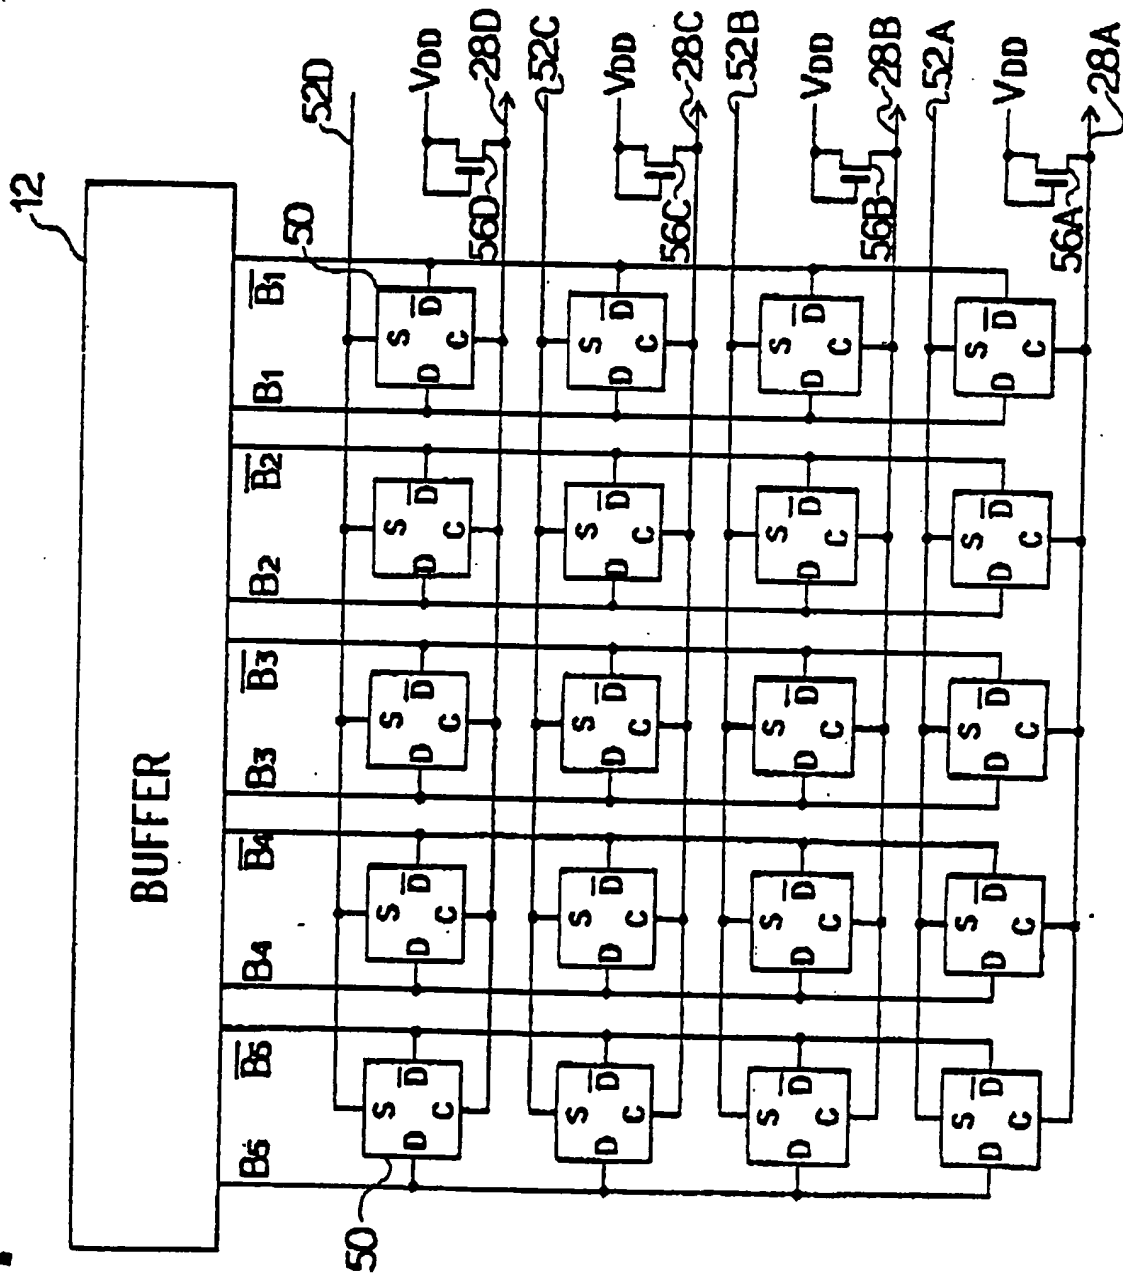 12
BUFFER
B5 B̅5̅ B4 B̅4̅ B3 B̅3̅ B2 B̅2̅ B1 B̅1̅
50 50 52D
S S S S S
D D̅ D D̅ D D̅ D D̅ D D̅ VDD
C C C C C
56D 28D
52C
S S S S S
D D̅ D D̅ D D̅ D D̅ D D̅ VDD
C C C C C
56C 28C
52B
S S S S S
D D̅ D D̅ D D̅ D D̅ D D̅ VDD
C C C C C
56B 28B
52A
S S S S S
D D̅ D D̅ D D̅ D D̅ D D̅ VDD
C C C C C
56A 28A